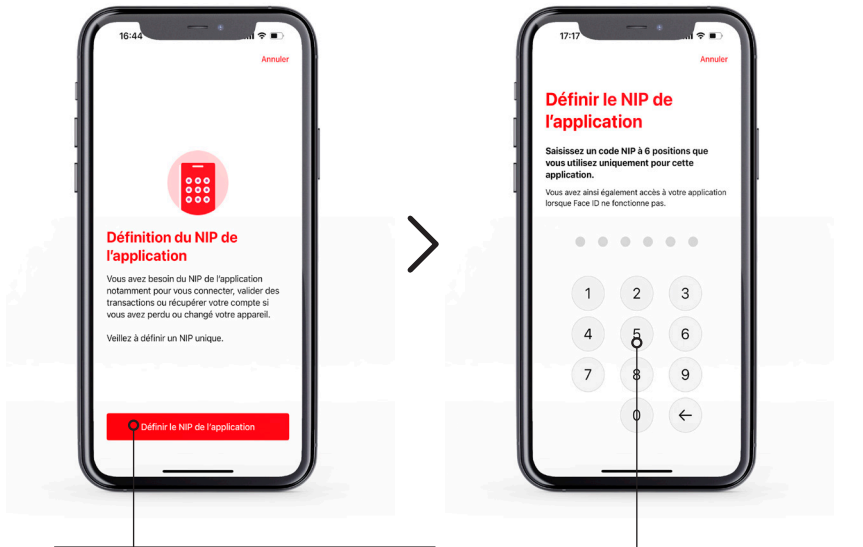 16:44
Annuler
Définition du NIP de
l’application
Vous avez besoin du NIP de l’application
notamment pour vous connecter, valider des
transactions ou récupérer votre compte si
vous avez perdu ou changé votre appareil.
Veillez à définir un NIP unique.
Définir le NIP de l’application
17:17
Annuler
Définir le NIP de
l’application
Saisissez un code NIP à 6 positions que
vous utilisez uniquement pour cette
application.
Vous avez ainsi également accès à votre application
lorsque Face ID ne fonctionne pas.
1 2 3
4 5 6
7 8 9
0